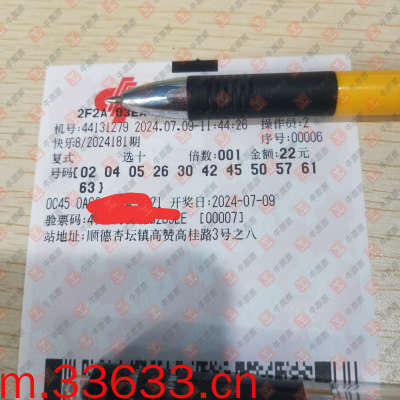 机号:44131279 2024.07.09-11:44:26 操作员:2
快乐8/2024181期 序号:00006
复式 选十 倍数:001 金额:22元
号码{02 04 05 26 30 42 45 50 57 61
63}
0C45 开奖日:2024-07-09
验票码: [00007]
站地址:顺德杏坛镇高赞高桂路3号之八
m.33633.cn